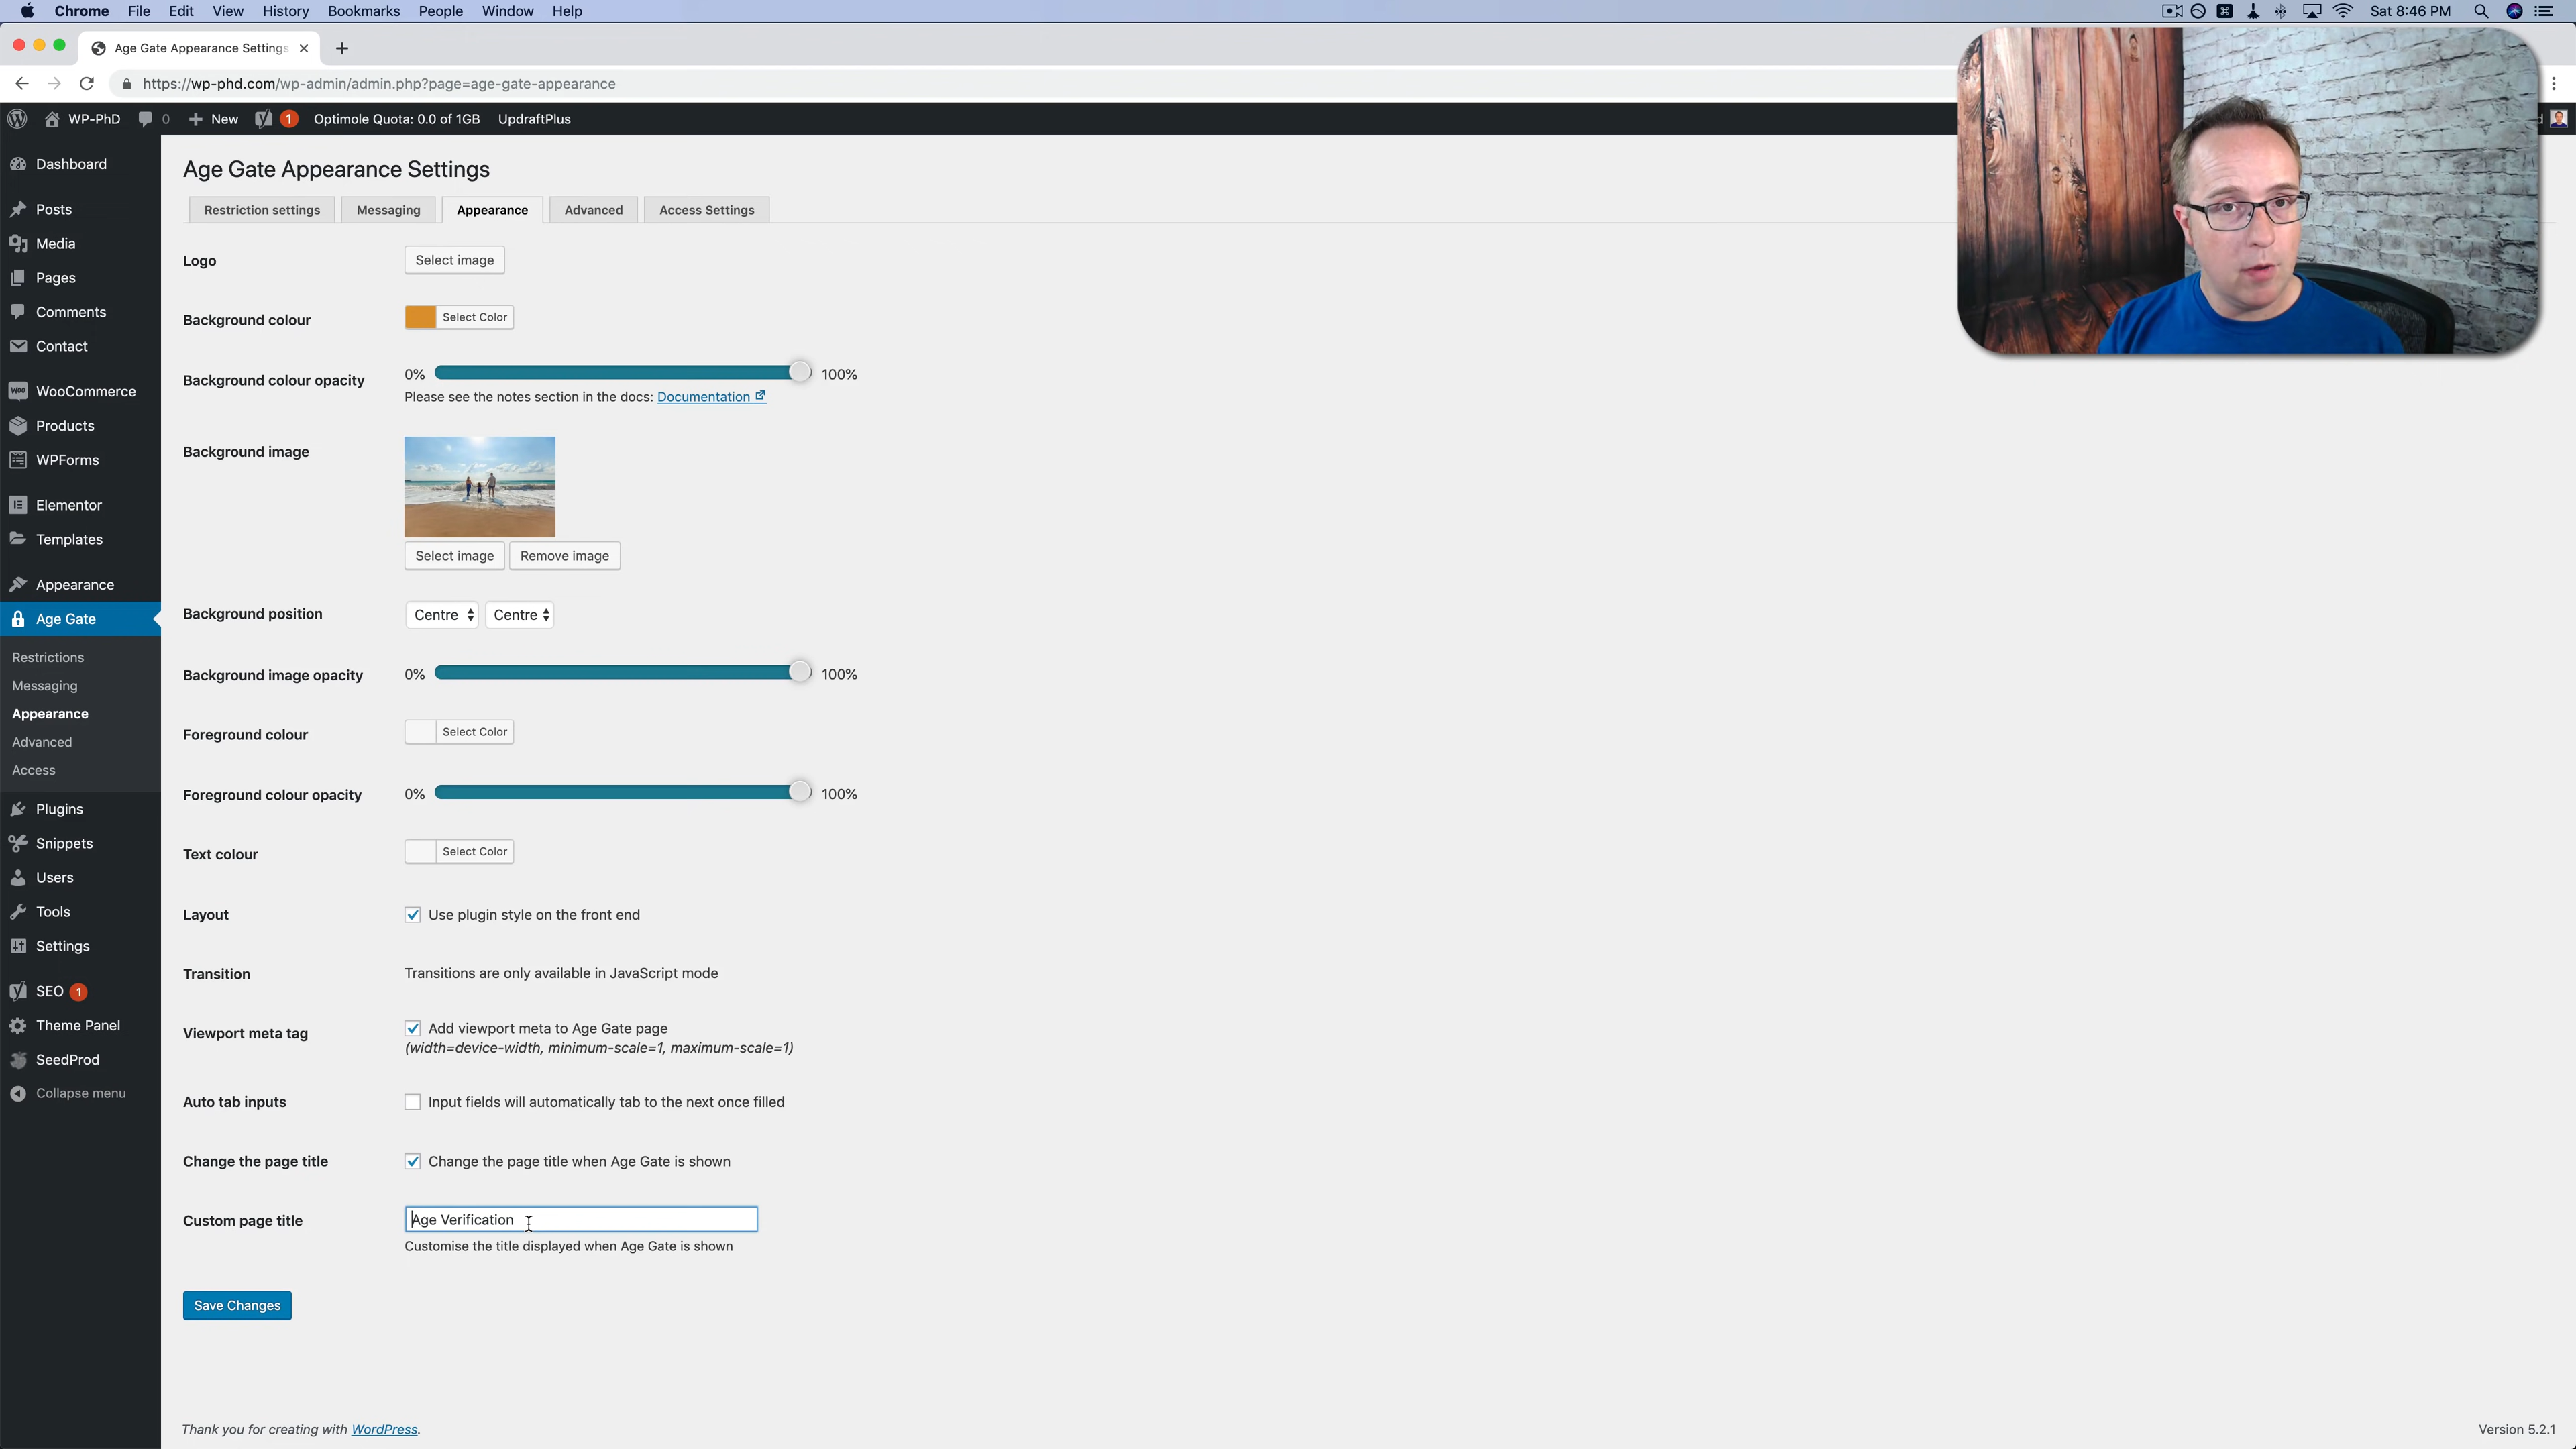 Chrome File Edit View History Bookmarks People Window Help Sat 8:46 PM
Age Gate Appearance Settings
https://wp-phd.com/wp-admin/admin.php?page=age-gate-appearance
WP-PhD 0 New 1 Optimole Quota: 0.0 of 1GB UpdraftPlus
Dashboard
Posts
Media
Pages
Comments
Contact
WooCommerce
Products
WPForms
Elementor
Templates
Appearance
Age Gate
Restrictions
Messaging
Appearance
Advanced
Access
Plugins
Snippets
Users
Tools
Settings
SEO 1
Theme Panel
SeedProd
Collapse menu
Age Gate Appearance Settings
Restriction settings Messaging Appearance Advanced Access Settings
Logo Select image
Background colour Select Color
Background colour opacity 0% 100%
Please see the notes section in the docs: Documentation
Background image
Select image Remove image
Background position Centre Centre
Background image opacity 0% 100%
Foreground colour Select Color
Foreground colour opacity 0% 100%
Text colour Select Color
Layout Use plugin style on the front end
Transition Transitions are only available in JavaScript mode
Viewport meta tag Add viewport meta to Age Gate page
(width=device-width, minimum-scale=1, maximum-scale=1)
Auto tab inputs Input fields will automatically tab to the next once filled
Change the page title Change the page title when Age Gate is shown
Custom page title Age Verification
Customise the title displayed when Age Gate is shown
Save Changes
Thank you for creating with WordPress. Version 5.2.1